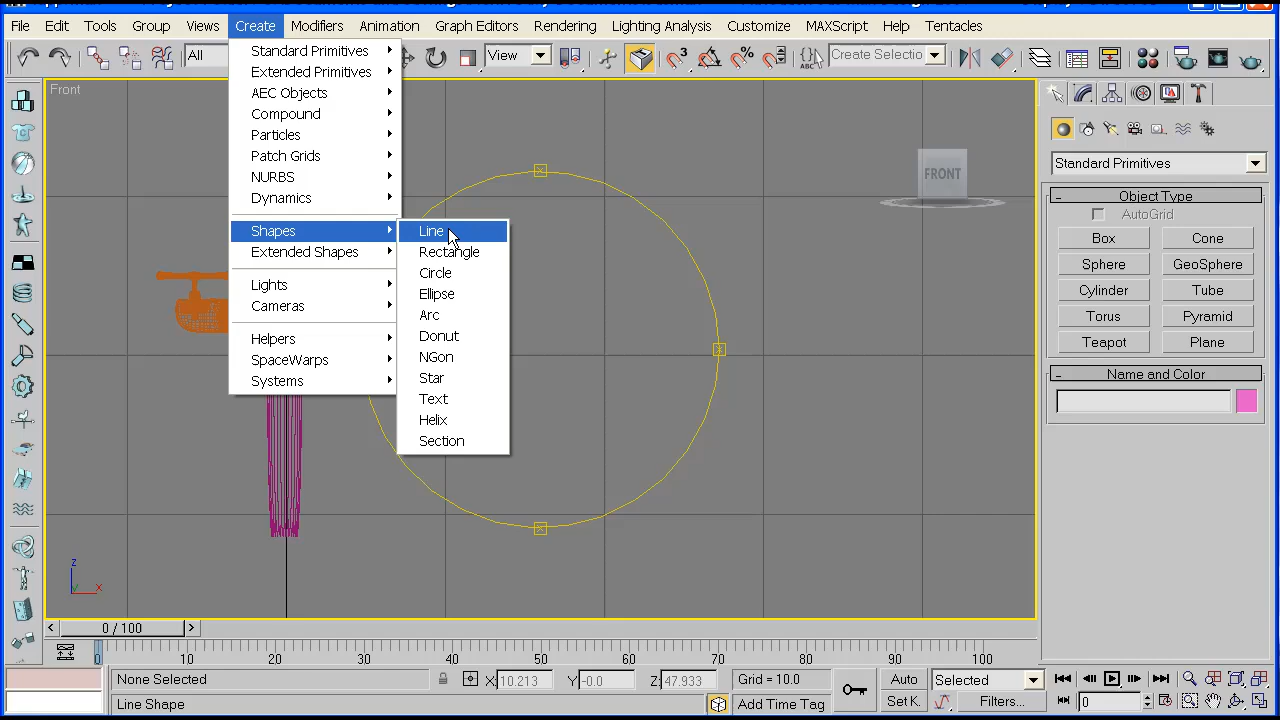 File Edit Tools Group Views Create Modifiers Animation Graph Editors Rendering Lighting Analysis Customize MAXScript Help Tentacles
All
View
3
%
ABC
Create Selectio
Front
Standard Primitives
Extended Primitives
AEC Objects
Compound
Particles
Patch Grids
NURBS
Dynamics
Shapes
Extended Shapes
Lights
Cameras
Helpers
SpaceWarps
Systems
Line
Rectangle
Circle
Ellipse
Arc
Donut
NGon
Star
Text
Helix
Section
FRONT
Standard Primitives
- Object Type
AutoGrid
Box Cone
Sphere GeoSphere
Cylinder Tube
Torus Pyramid
Teapot Plane
- Name and Color
z
x
< 0 / 100 >
0 10 20 30 40 50 60 70 80 90 100
None Selected X: 10.213 Y: -0.0 Z: 47.933 Grid = 10.0 Auto Selected
Line Shape Add Time Tag Set K. Filters... 0